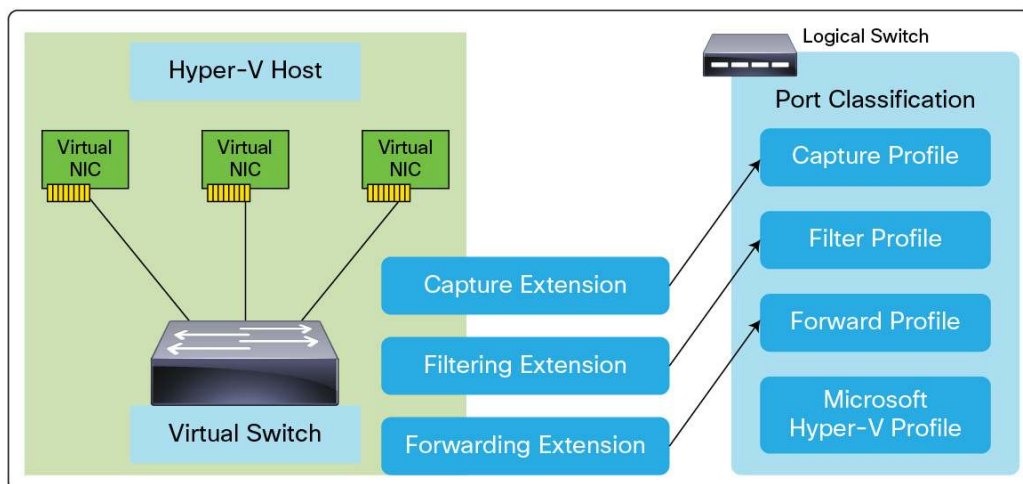 Hyper-V Host
Virtual
NIC
Virtual
NIC
Virtual
NIC
Virtual Switch
Capture Extension
Filtering Extension
Forwarding Extension
Logical Switch
Port Classification
Capture Profile
Filter Profile
Forward Profile
Microsoft
Hyper-V Profile